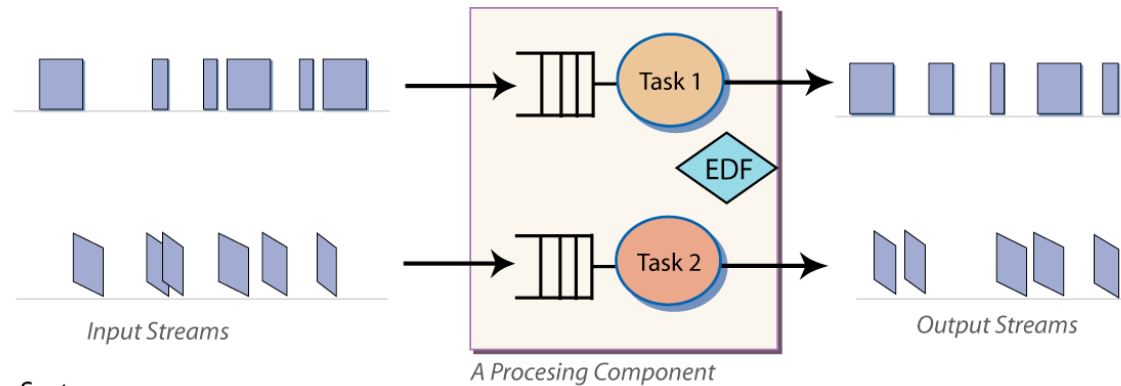 Task 1
EDF
Task 2
Input Streams
Output Streams
A Procesing Component